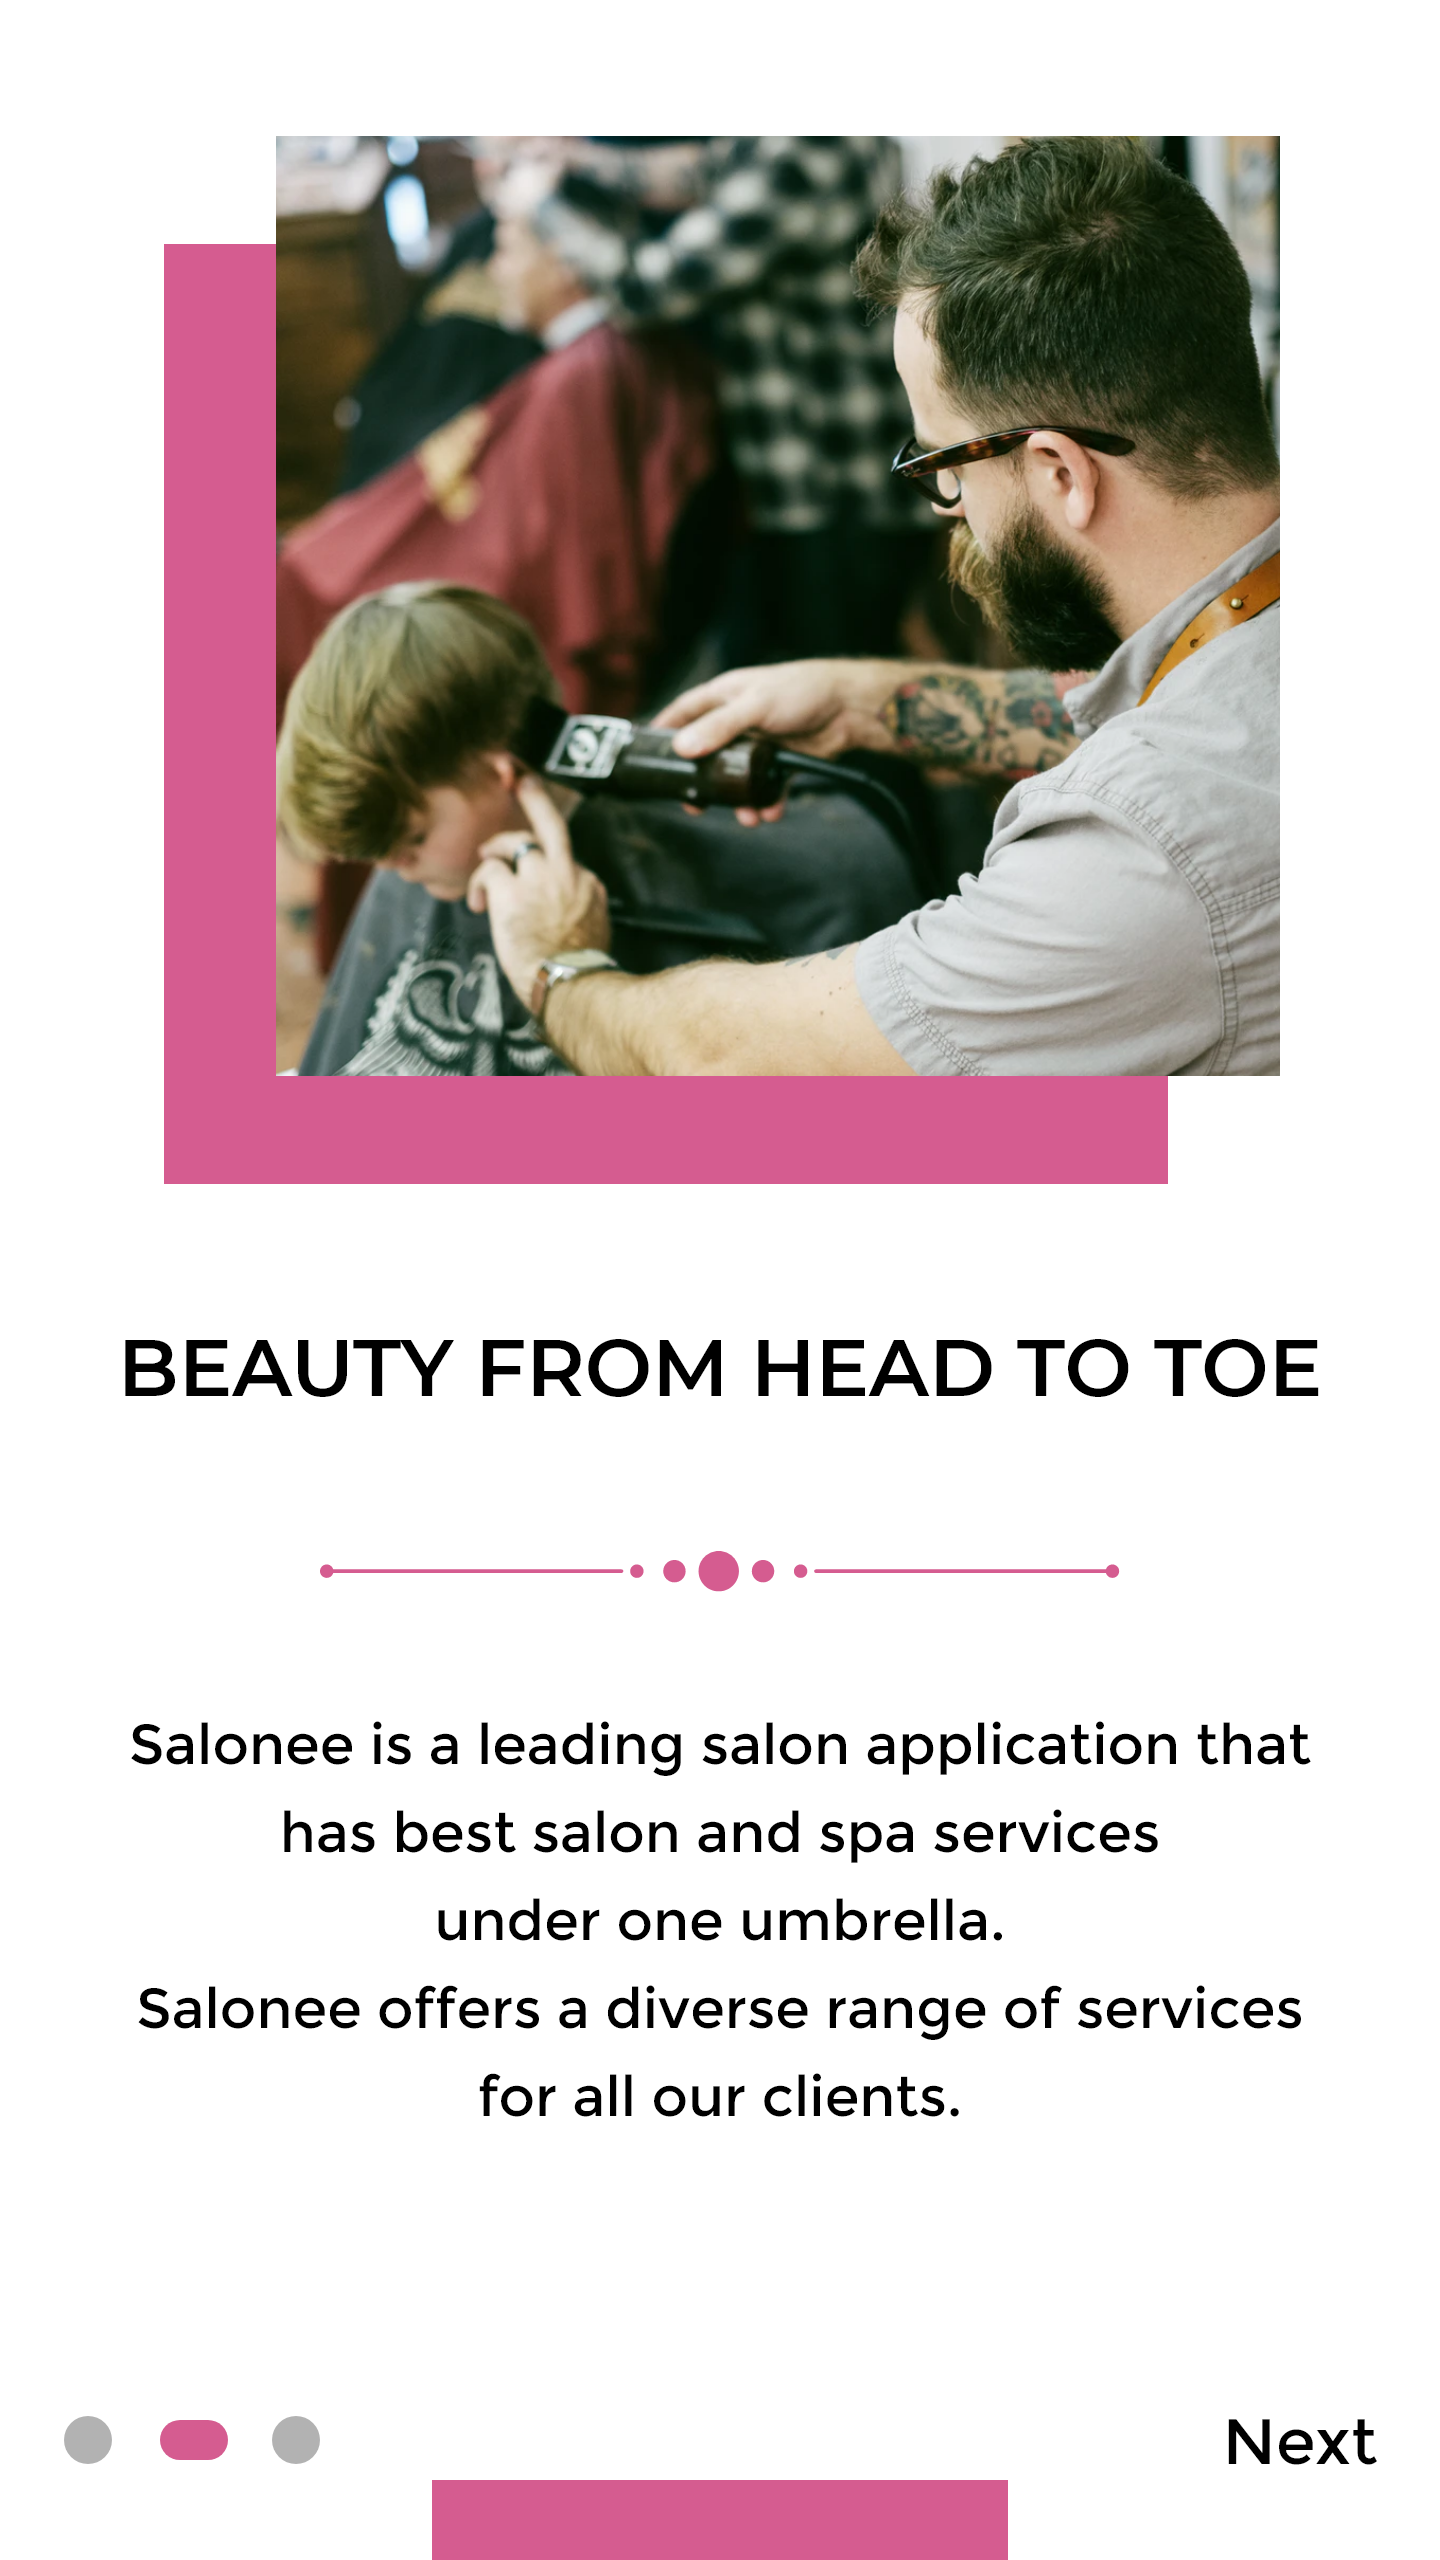 BEAUTY FROM HEAD TO TOE
Salonee is a leading salon application that
has best salon and spa services
under one umbrella.
Salonee offers a diverse range of services
for all our clients.
Next